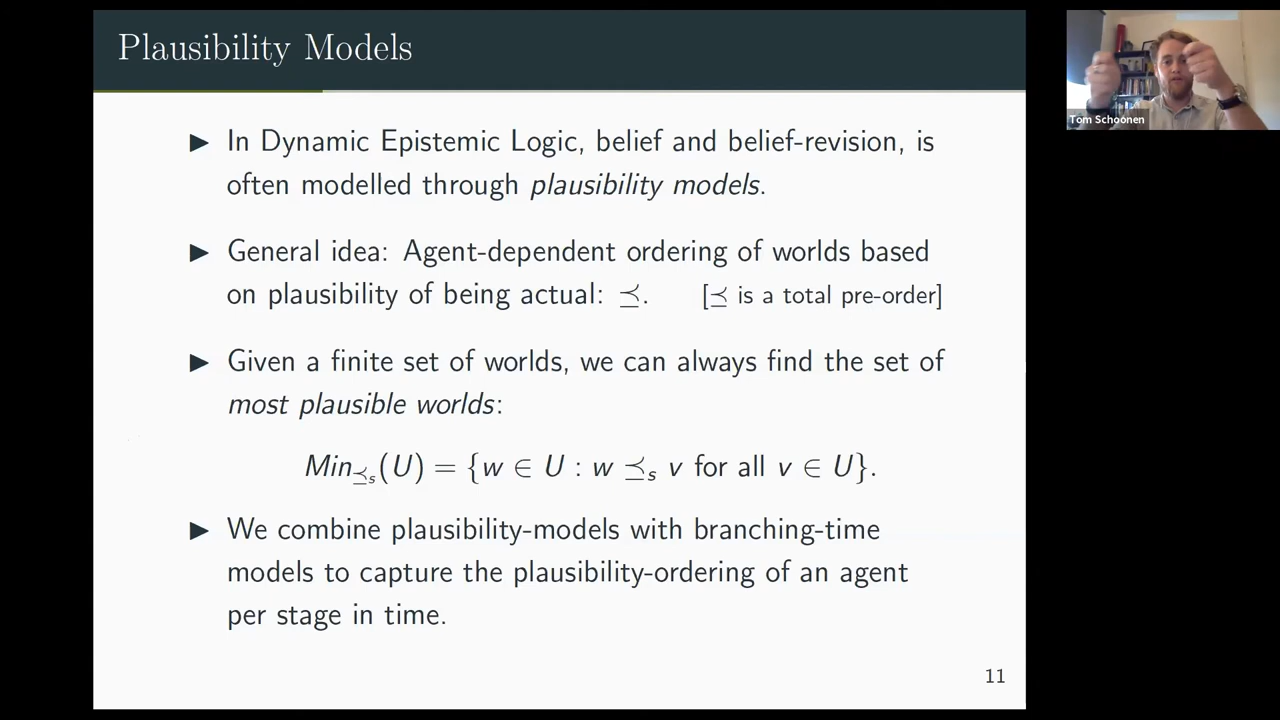 Plausibility Models
Tom Schoonen
▶ In Dynamic Epistemic Logic, belief and belief-revision, is
often modelled through plausibility models.
▶ General idea: Agent-dependent ordering of worlds based
on plausibility of being actual: ⪯. [⪯ is a total pre-order]
▶ Given a finite set of worlds, we can always find the set of
most plausible worlds:
Min⪯ₛ(U) = {w ∈ U : w ⪯ₛ v for all v ∈ U}.
▶ We combine plausibility-models with branching-time
models to capture the plausibility-ordering of an agent
per stage in time.
11